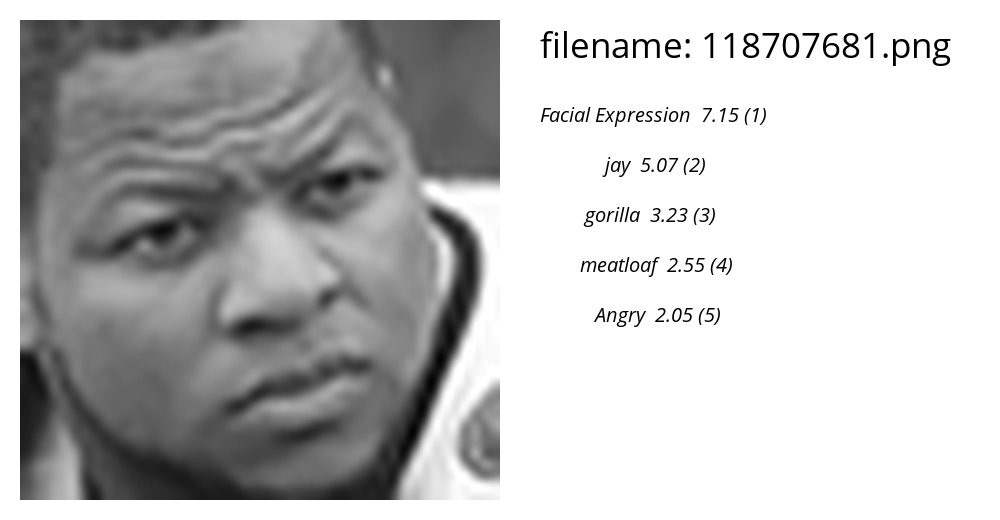 filename: 118707681.png
Facial Expression 7.15 (1)
jay 5.07 (2)
gorilla 3.23 (3)
meatloaf 2.55 (4)
Angry 2.05 (5)